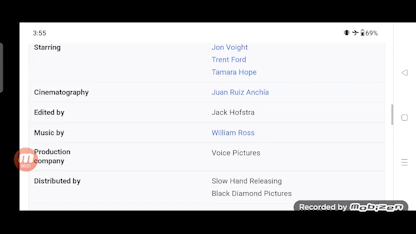 3:55
69%
Starring Jon Voight
Trent Ford
Tamara Hope
Cinematography Juan Ruiz Anchía
Edited by Jack Hofstra
Music by William Ross
Production Voice Pictures
company
Distributed by Slow Hand Releasing
Black Diamond Pictures
Recorded by Mobizen